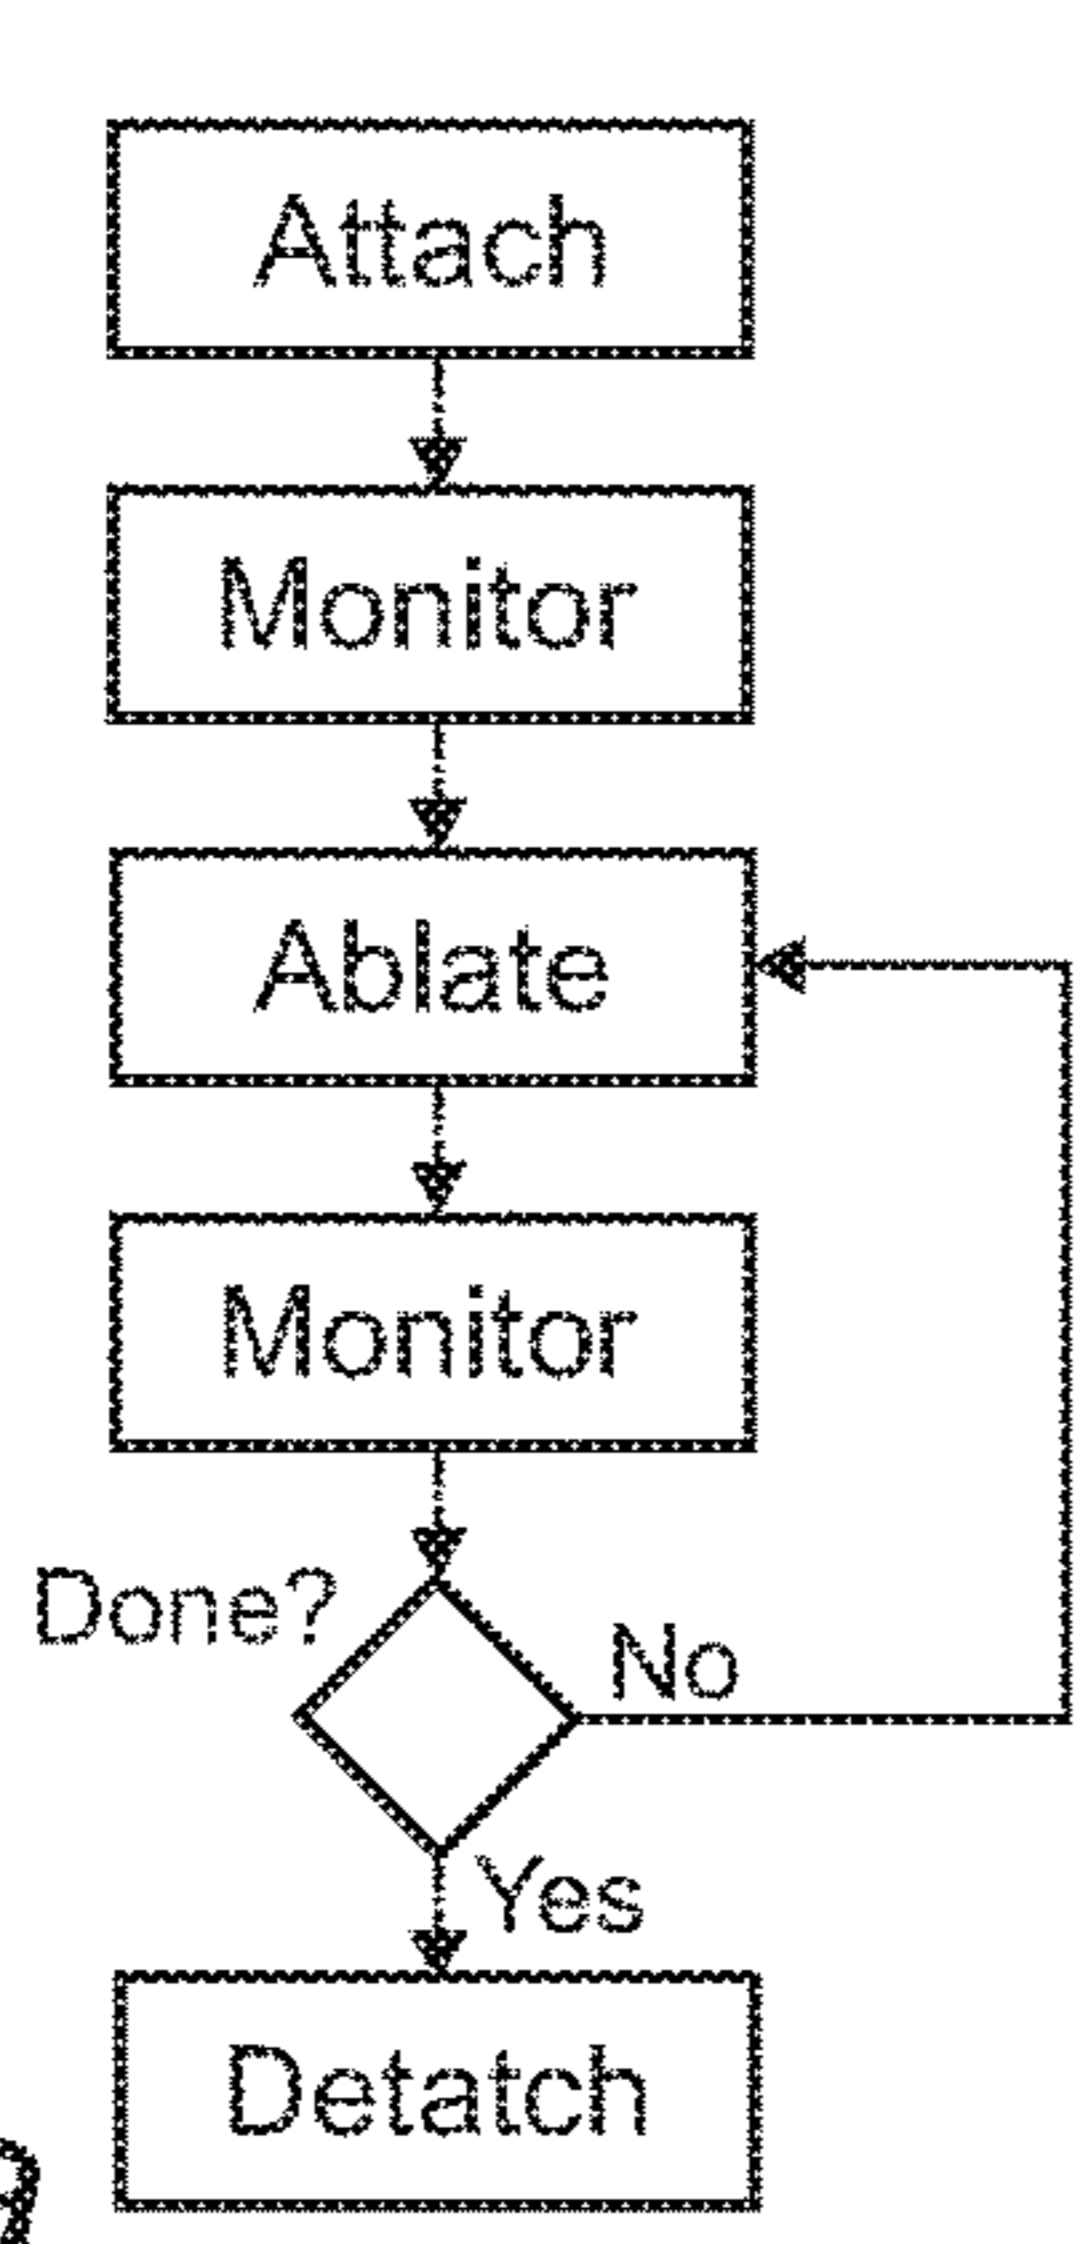 Attach
Monitor
Ablate
Monitor
Done?
No
Yes
Detatch